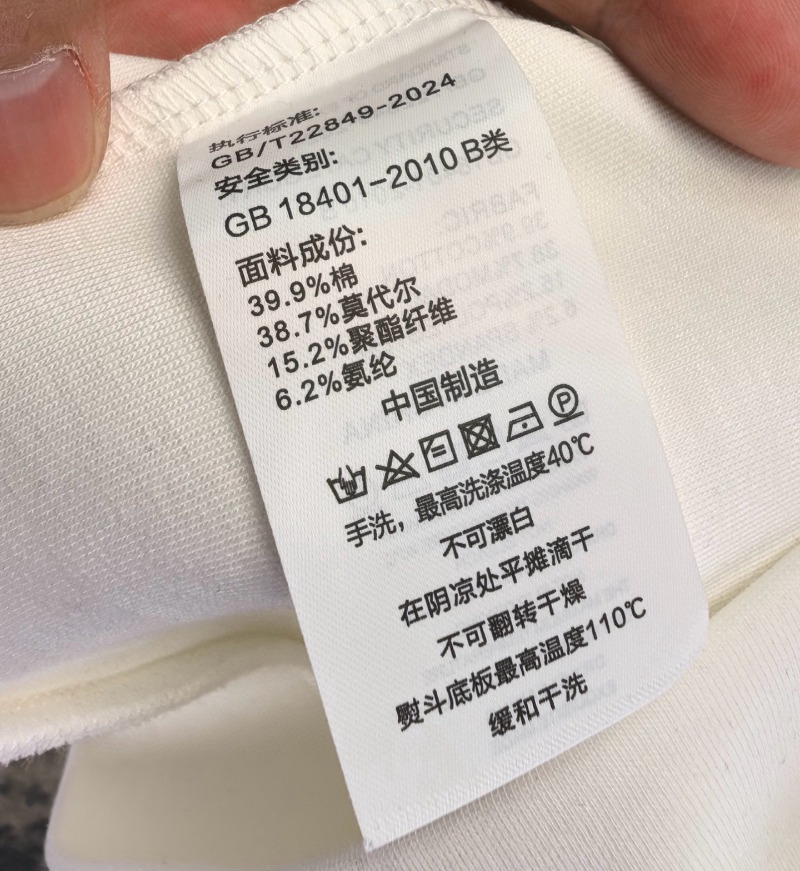 执行标准:
GB/T22849-2024
安全类别:
GB 18401-2010 B类
面料成份:
39.9%棉
38.7%莫代尔
15.2%聚酯纤维
6.2%氨纶
中国制造
P
手洗，最高洗涤温度40℃
不可漂白
在阴凉处平摊滴干
不可翻转干燥
熨斗底板最高温度110℃
缓和干洗